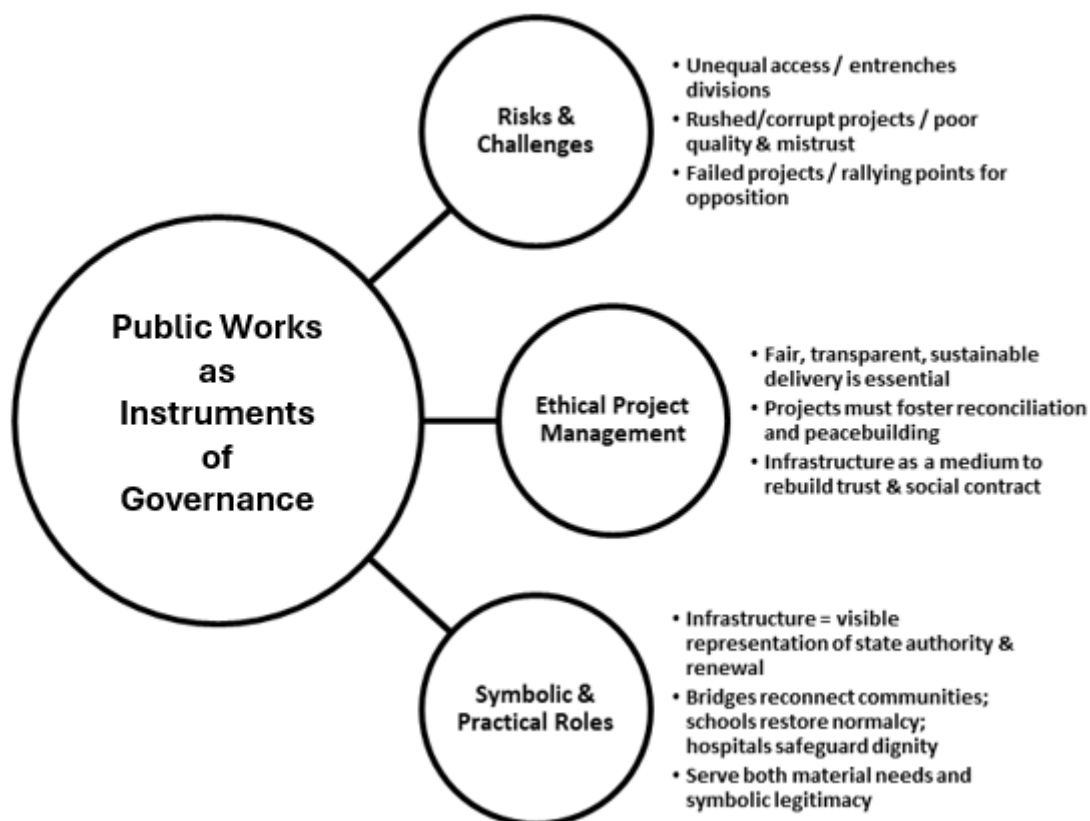 Risks &
Challenges
• Unequal access / entrenches
divisions
• Rushed/corrupt projects / poor
quality & mistrust
• Failed projects / rallying points for
opposition
Public Works
as
Instruments
of
Governance
Ethical Project
Management
• Fair, transparent, sustainable
delivery is essential
• Projects must foster reconciliation
and peacebuilding
• Infrastructure as a medium to
rebuild trust & social contract
Symbolic &
Practical Roles
• Infrastructure = visible
representation of state authority &
renewal
• Bridges reconnect communities;
schools restore normalcy;
hospitals safeguard dignity
• Serve both material needs and
symbolic legitimacy